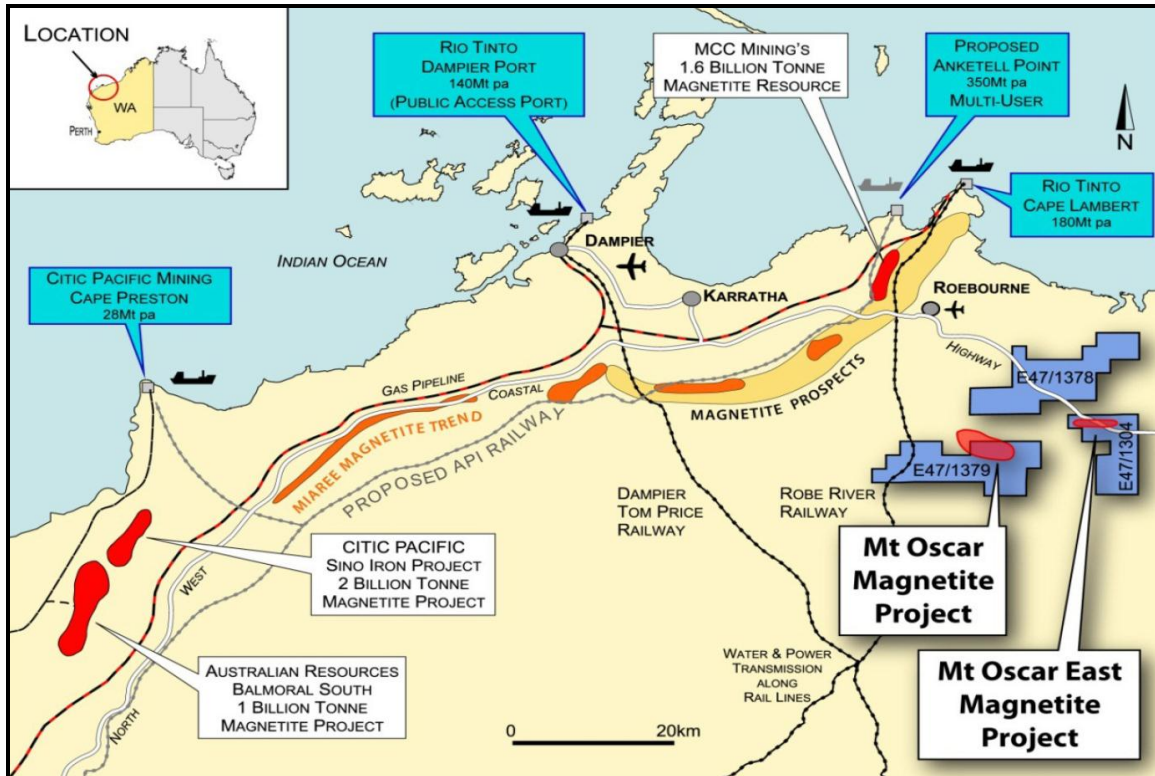 LOCATION
WA
PERTH
RIO TINTO
DAMPIER PORT
140Mt pa
(PUBLIC ACCESS PORT)
MCC MINING'S
1.6 BILLION TONNE
MAGNETITE RESOURCE
PROPOSED
ANKETELL POINT
350Mt pa
MULTI-USER
N
RIO TINTO
CAPE LAMBERT
180Mt pa
INDIAN OCEAN
DAMPIER
KARRATHA
ROEBOURNE
CITIC PACIFIC MINING
CAPE PRESTON
28Mt pa
GAS PIPELINE
NORTH WEST COASTAL HIGHWAY
MIAREE MAGNETITE TREND
PROPOSED API RAILWAY
MAGNETITE PROSPECTS
E47/1378
E47/1304
E47/1379
DAMPIER
TOM PRICE
RAILWAY
ROBE RIVER
RAILWAY
Mt Oscar
Magnetite
Project
Mt Oscar East
Magnetite
Project
CITIC PACIFIC
SINO IRON PROJECT
2 BILLION TONNE
MAGNETITE PROJECT
AUSTRALIAN RESOURCES
BALMORAL SOUTH
1 BILLION TONNE
MAGNETITE PROJECT
WATER & POWER
TRANSMISSION
ALONG
RAIL LINES
0 20km